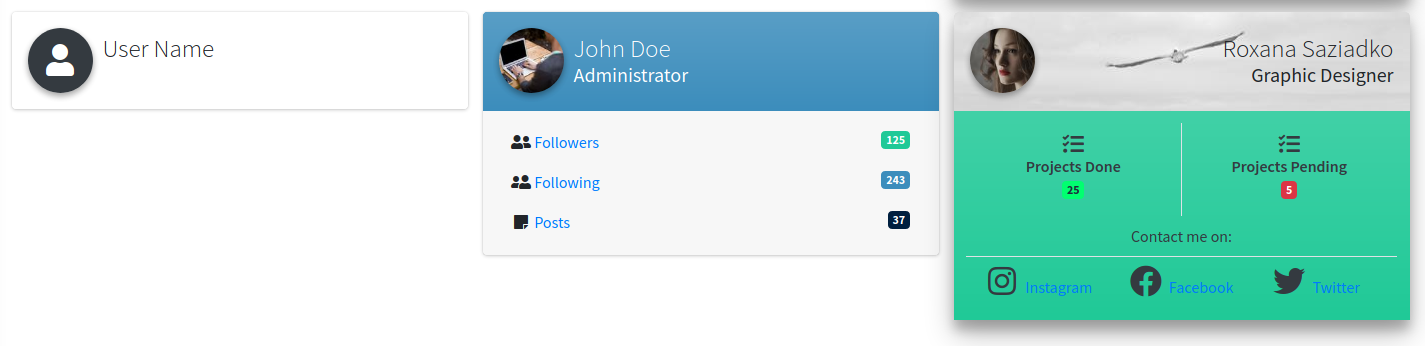 User Name
John Doe
Administrator
Followers 125
Following 243
Posts 37
Roxana Saziadko
Graphic Designer
Projects Done
25
Projects Pending
5
Contact me on:
Instagram Facebook Twitter